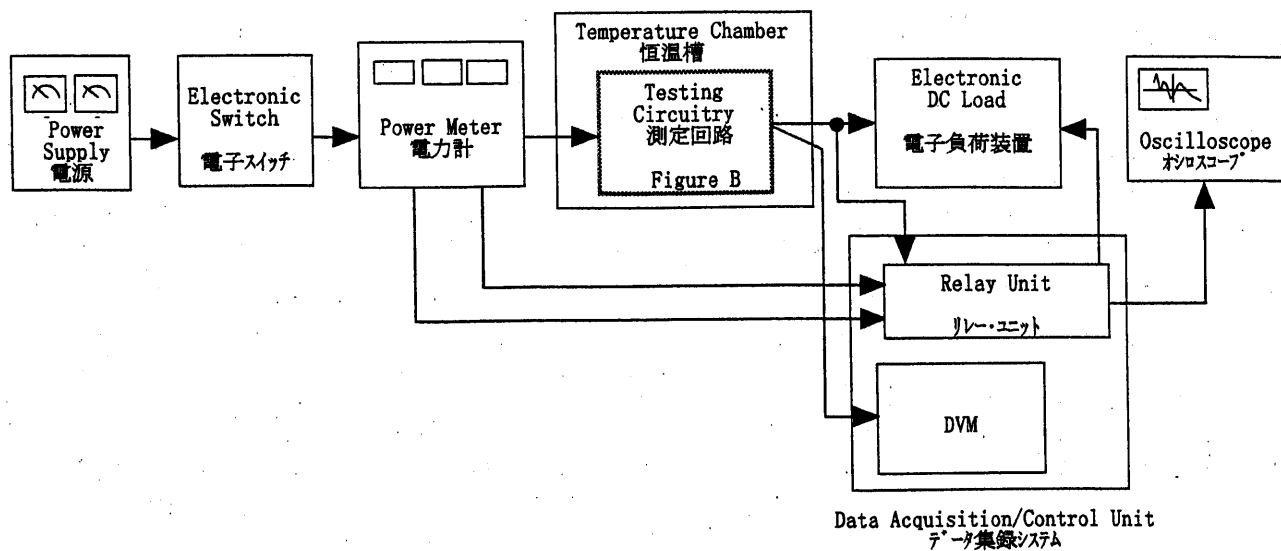 Power
Supply
電源
Electronic
Switch
電子スイッチ
Power Meter
電力計
Temperature Chamber
恒温槽
Testing
Circuitry
測定回路
Figure B
Electronic
DC Load
電子負荷装置
Oscilloscope
オシロスコープ
Relay Unit
リレー・ユニット
DVM
Data Acquisition/Control Unit
データ集録システム